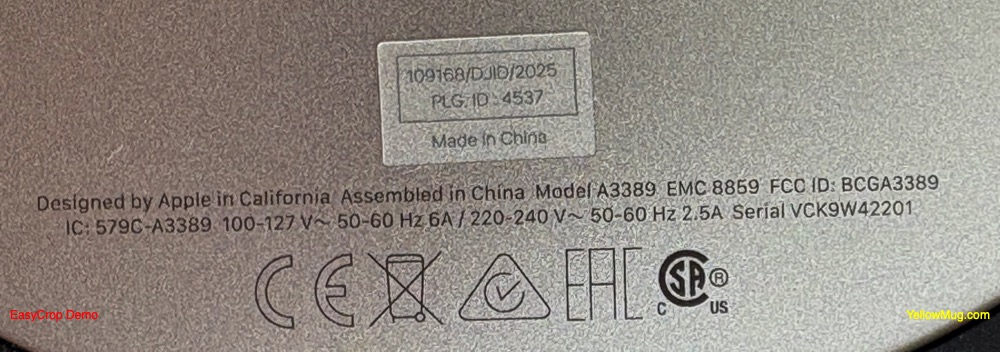 109168/DJID/2025
PLG. ID : 4537
Made in China
Designed by Apple in California Assembled in China Model A3389 EMC 8859 FCC ID: BCGA3389
IC: 579C-A3389 100-127 V~ 50-60 Hz 6A / 220-240 V~ 50-60 Hz 2.5A Serial VCK9W42201
CE EAC SA®
C US
EasyCrop Demo
YellowMug.com